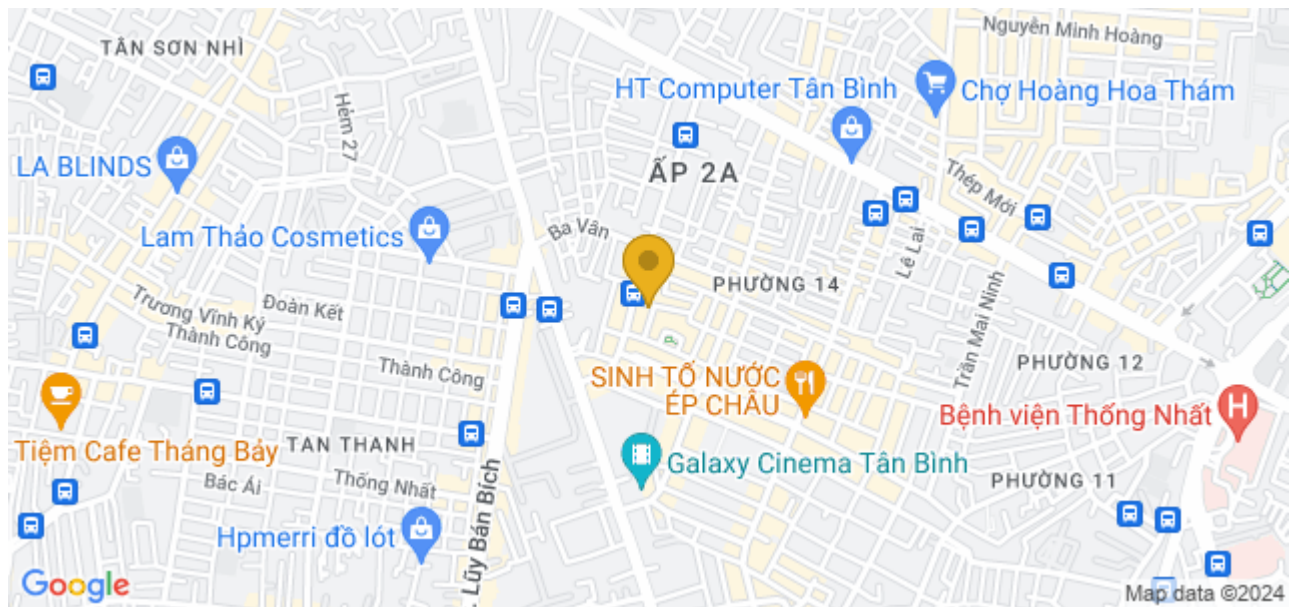 TÂN SƠN NHÌ
Nguyễn Minh Hoàng
HT Computer Tân Bình
Chợ Hoàng Hoa Thám
Hẻm 27
LA BLINDS
ẤP 2A
Thép Mới
Lam Thảo Cosmetics
Ba Vân
Lê Lai
PHƯỜNG 14
Trương Vĩnh Ký
Đoàn Kết
Thành Công
Thành Công
Trần Mai Ninh
PHƯỜNG 12
SINH TỐ NƯỚC
ÉP CHÂU
Bệnh viện Thống Nhất
H
Tiệm Cafe Tháng Bảy
TAN THANH
Galaxy Cinema Tân Bình
Bác Ái
Thống Nhất
PHƯỜNG 11
Lũy Bán Bích
Hpmerri đồ lót
Google
Map data ©2024